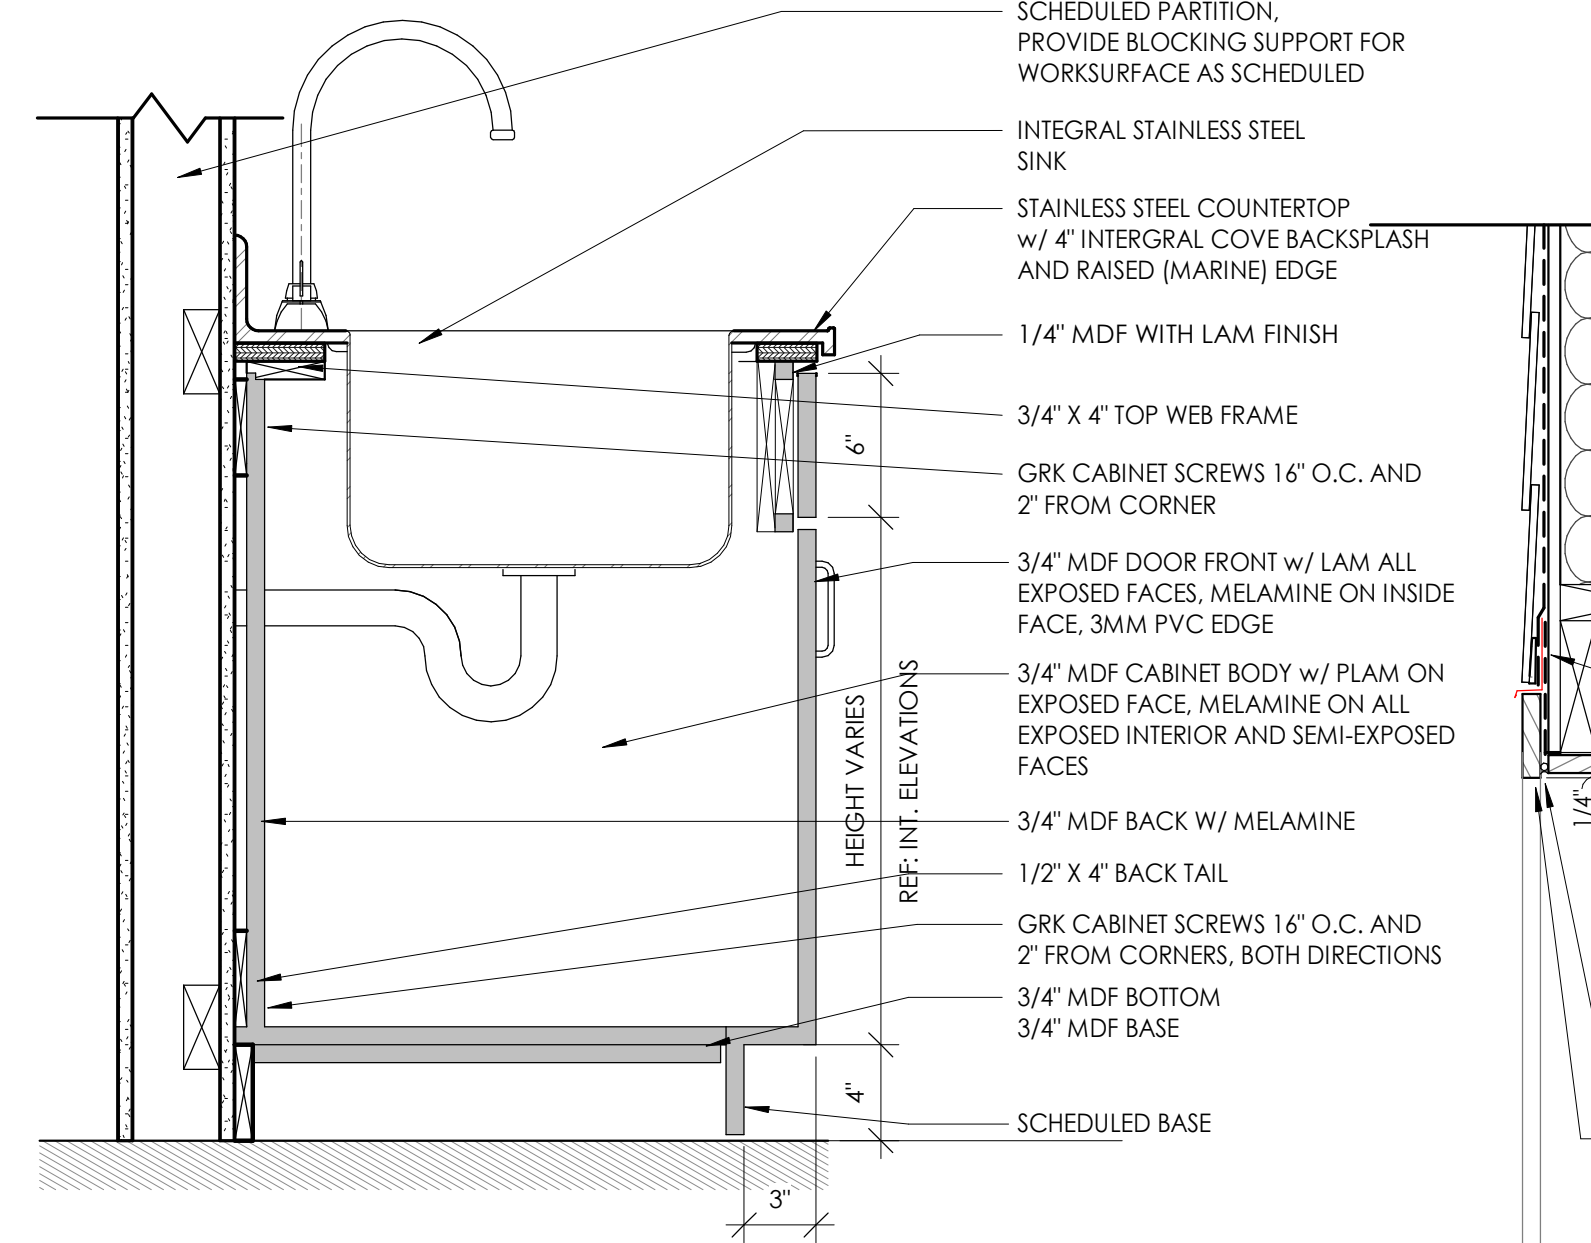 SCHEDULED PARTITION,
PROVIDE BLOCKING SUPPORT FOR
WORKSURFACE AS SCHEDULED
INTEGRAL STAINLESS STEEL
SINK
STAINLESS STEEL COUNTERTOP
w/ 4" INTERGRAL COVE BACKSPLASH
AND RAISED (MARINE) EDGE
1/4" MDF WITH LAM FINISH
3/4" X 4" TOP WEB FRAME
6"
GRK CABINET SCREWS 16" O.C. AND
2" FROM CORNER
3/4" MDF DOOR FRONT w/ LAM ALL
EXPOSED FACES, MELAMINE ON INSIDE
FACE, 3MM PVC EDGE
3/4" MDF CABINET BODY w/ PLAM ON
EXPOSED FACE, MELAMINE ON ALL
EXPOSED INTERIOR AND SEMI-EXPOSED
FACES
HEIGHT VARIES
REF: INT. ELEVATIONS
1/4"
3/4" MDF BACK W/ MELAMINE
1/2" X 4" BACK TAIL
GRK CABINET SCREWS 16" O.C. AND
2" FROM CORNERS, BOTH DIRECTIONS
3/4" MDF BOTTOM
3/4" MDF BASE
4"
SCHEDULED BASE
3"